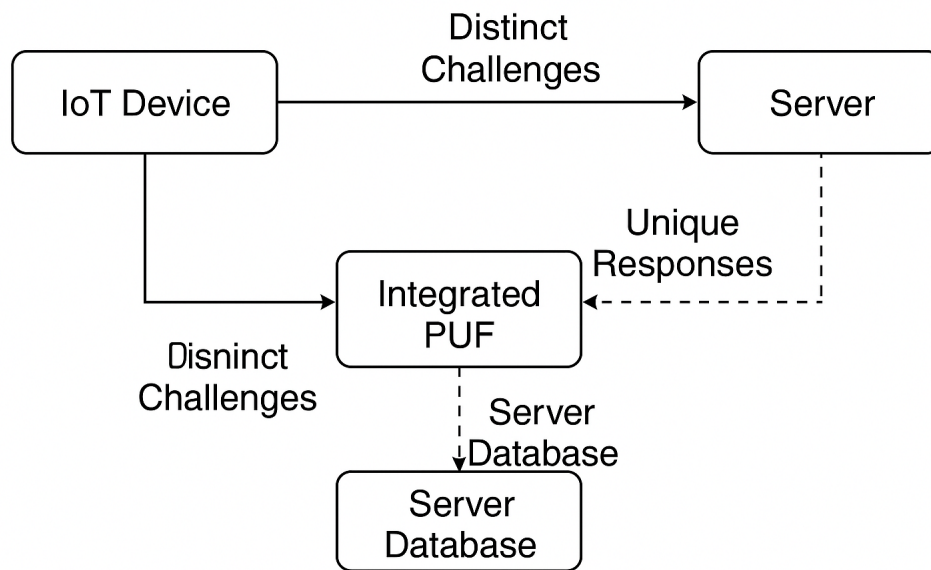 Distinct
Challenges
IoT Device
Server
Unique
Responses
Integrated
PUF
Disninct
Challenges
Server
Database
Server
Database